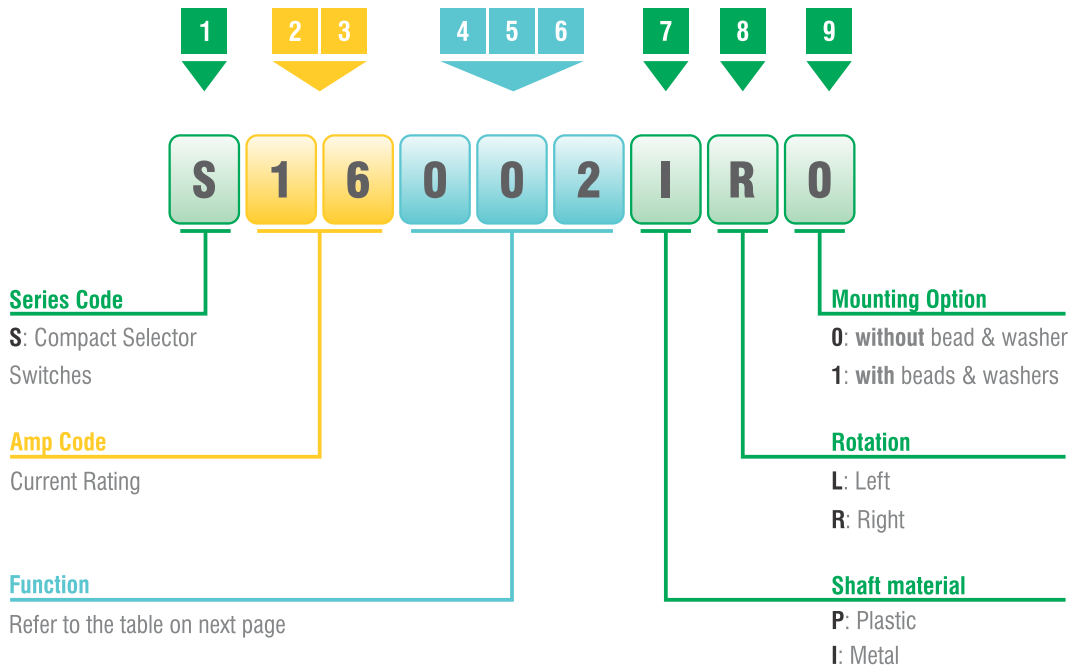 1 2 3 4 5 6 7 8 9
S 1 6 0 0 2 I R 0
Series Code
S: Compact Selector
Switches
Amp Code
Current Rating
Function
Refer to the table on next page
Mounting Option
0: without bead & washer
1: with beads & washers
Rotation
L: Left
R: Right
Shaft material
P: Plastic
I: Metal